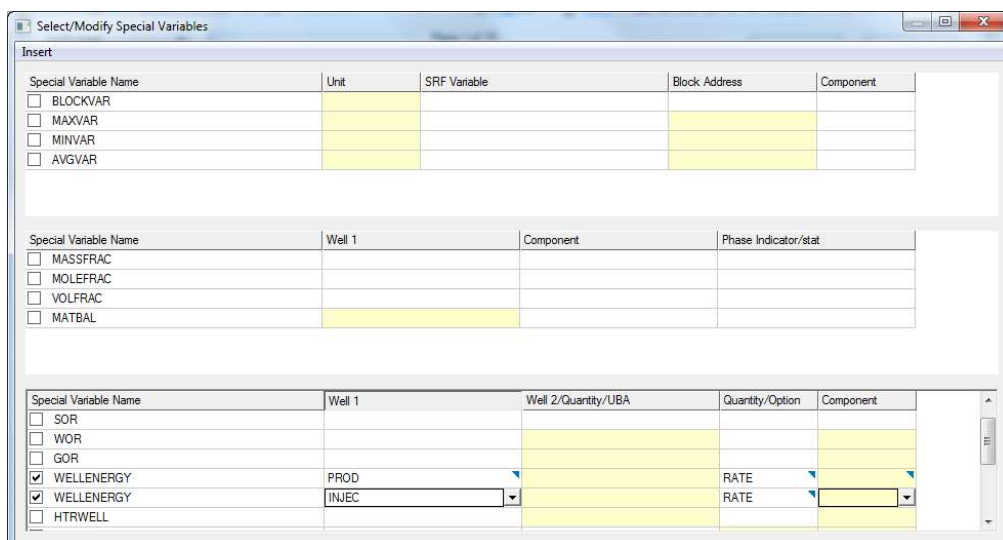 Select/Modify Special Variables
Insert
Special Variable Name Unit SRF Variable Block Address Component
BLOCKVAR
MAXVAR
MINVAR
AVGVAR
Special Variable Name Well 1 Component Phase Indicator/stat
MASSFRAC
MOLEFRAC
VOLFRAC
MATBAL
Special Variable Name Well 1 Well 2/Quantity/UBA Quantity/Option Component
SOR
WOR
GOR
WELLENERGY PROD RATE
WELLENERGY INJEC RATE
HTRWELL